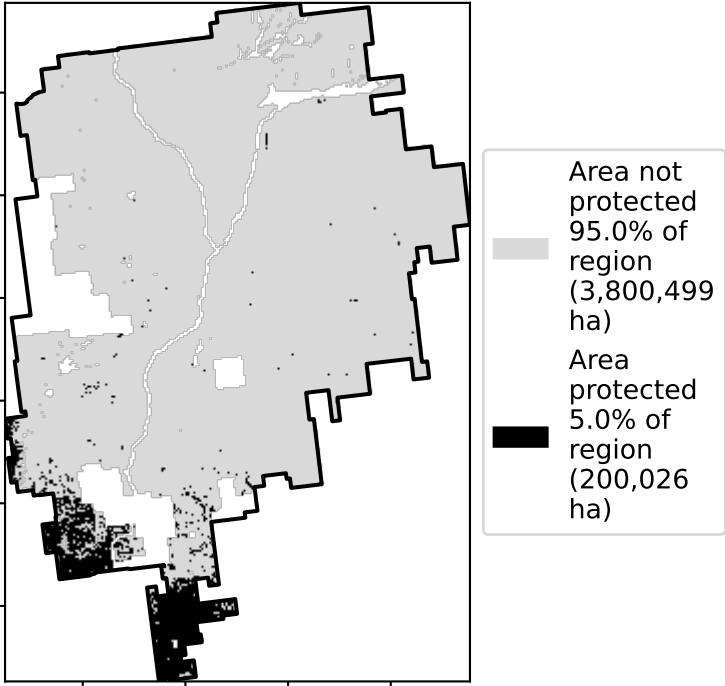 Area not
protected
95.0% of
region
(3,800,499
ha)
Area
protected
5.0% of
region
(200,026
ha)